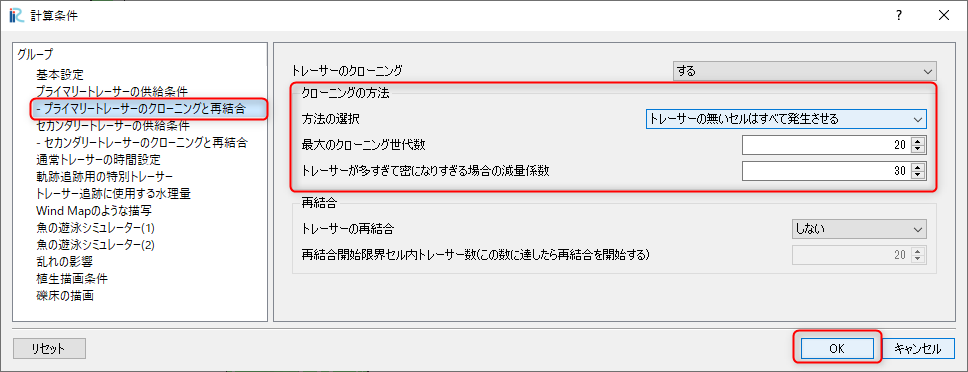 計算条件
グループ
基本設定
プライマリートレーサーの供給条件
- プライマリートレーサーのクローニングと再結合
セカンダリートレーサーの供給条件
- セカンダリートレーサーのクローニングと再結合
通常トレーサーの時間設定
軌跡追跡用の特別トレーサー
トレーサー追跡に使用する水理量
Wind Mapのような描写
魚の遊泳シミュレーター(1)
魚の遊泳シミュレーター(2)
乱れの影響
植生描画条件
礫床の描画
トレーサーのクローニング する
クローニングの方法
方法の選択 トレーサーの無いセルはすべて発生させる
最大のクローニング世代数 20
トレーサーが多すぎて密になりすぎる場合の減量係数 30
再結合
トレーサーの再結合 しない
再結合開始限界セル内トレーサー数(この数に達したら再結合を開始する) 20
リセット OK キャンセル